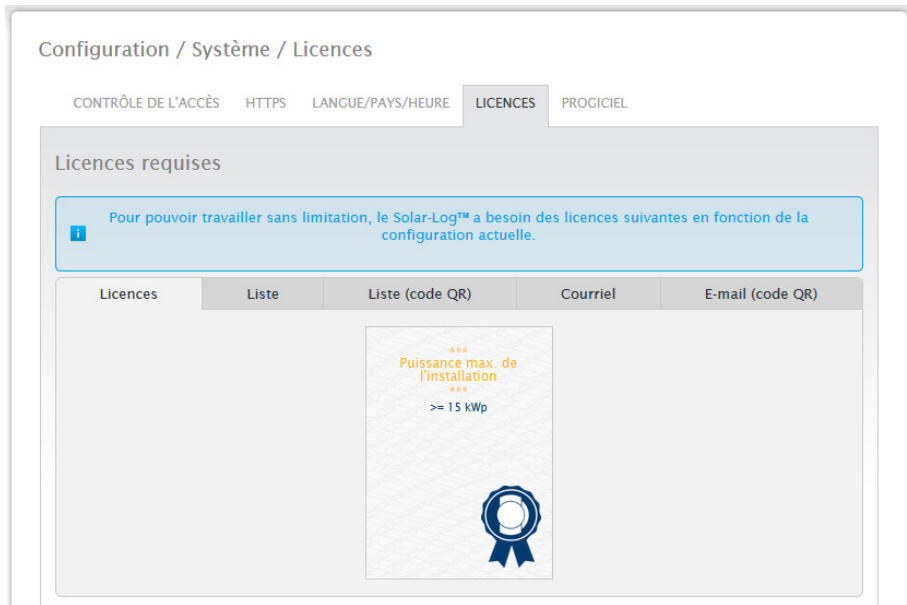 Configuration / Système / Licences
CONTRÔLE DE L'ACCÈS HTTPS LANGUE/PAYS/HEURE LICENCES PROGICIEL
Licences requises
i Pour pouvoir travailler sans limitation, le Solar-Log™ a besoin des licences suivantes en fonction de la
configuration actuelle.
Licences Liste Liste (code QR) Courriel E-mail (code QR)
***
Puissance max. de
l'installation
***
>= 15 kWp